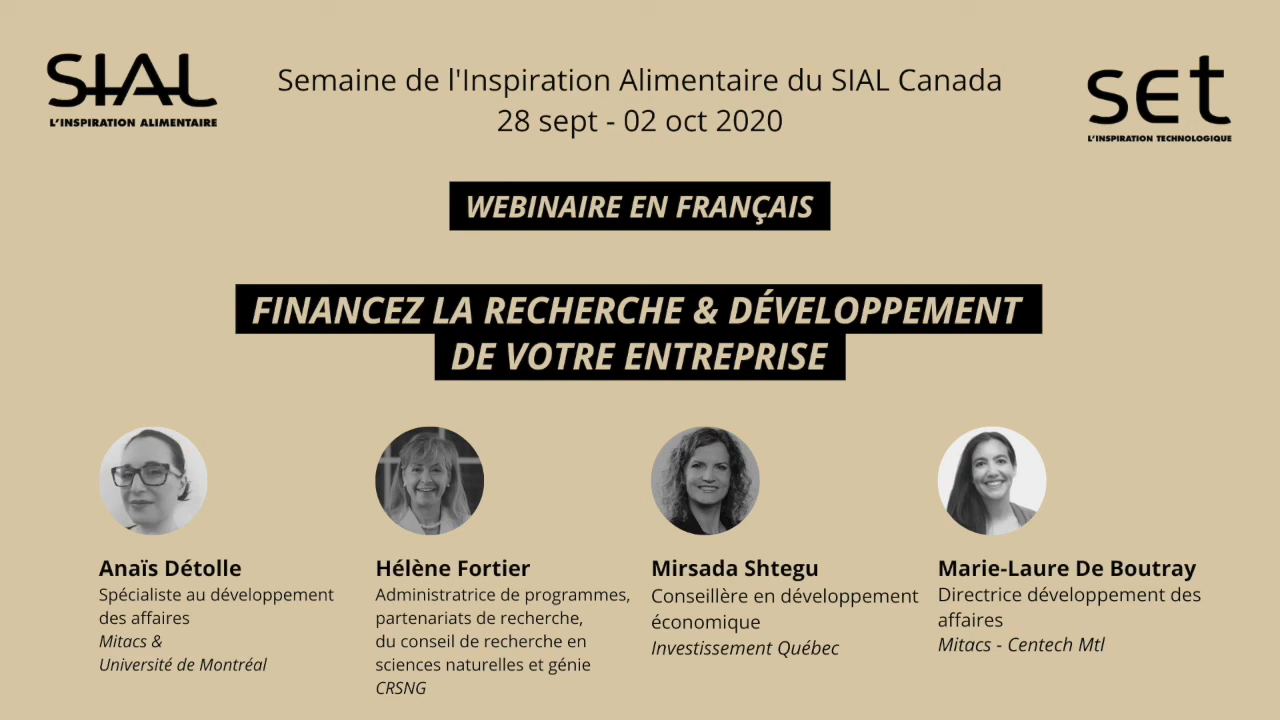 SIAL
L'INSPIRATION ALIMENTAIRE
Semaine de l'Inspiration Alimentaire du SIAL Canada
28 sept - 02 oct 2020
SET
L'INSPIRATION TECHNOLOGIQUE
WEBINAIRE EN FRANÇAIS
FINANCEZ LA RECHERCHE & DÉVELOPPEMENT
DE VOTRE ENTREPRISE
Anaïs Détolle
Spécialiste au développement
des affaires
Mitacs &
Université de Montréal
Hélène Fortier
Administratrice de programmes,
partenariats de recherche,
du conseil de recherche en
sciences naturelles et génie
CRSNG
Mirsada Shtegu
Conseillère en développement
économique
Investissement Québec
Marie-Laure De Boutray
Directrice développement des
affaires
Mitacs - Centech Mtl